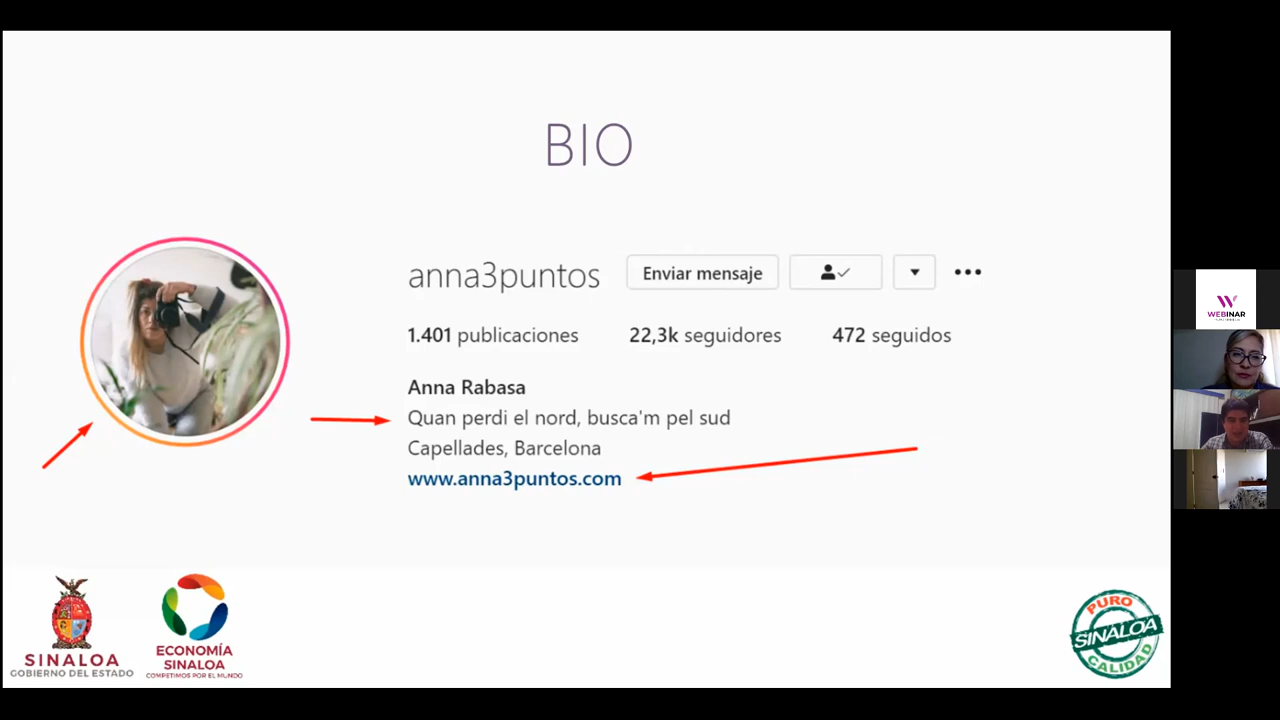 BIO
anna3puntos Enviar mensaje
1.401 publicaciones 22,3k seguidores 472 seguidos
Anna Rabasa
Quan perdi el nord, busca'm pel sud
Capellades, Barcelona
www.anna3puntos.com
SINALOA
GOBIERNO DEL ESTADO
ECONOMÍA
SINALOA
COMPETIMOS POR EL MUNDO
PURO
SINALOA
CALIDAD
WEBINAR